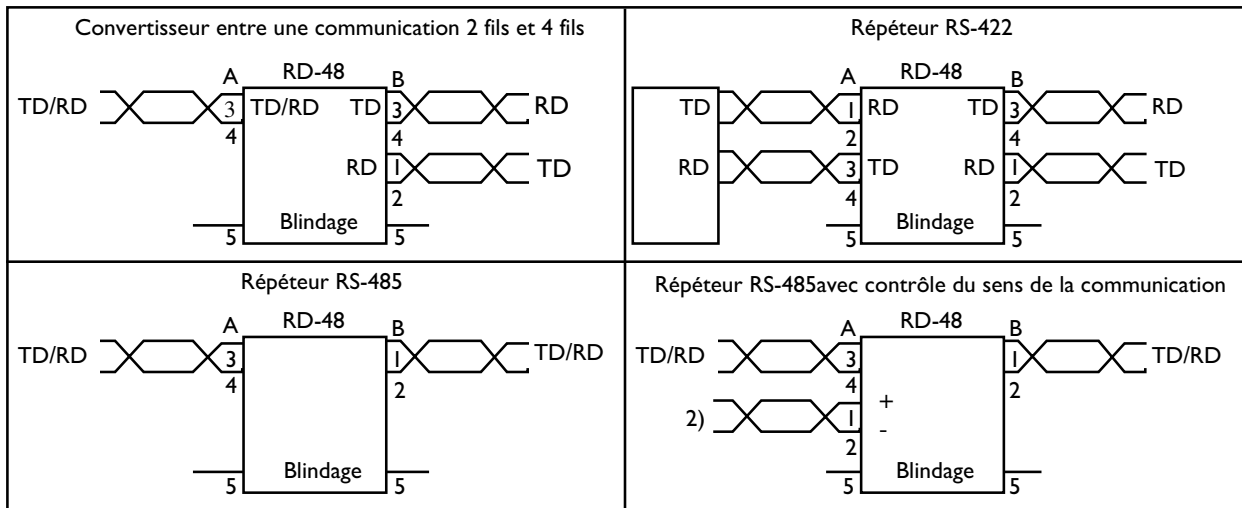 Convertisseur entre une communication 2 fils et 4 fils
A RD-48 B
TD/RD 3 TD/RD TD 3 RD
4 4
RD 1 TD
2
Blindage
5 5
Répéteur RS-422
A RD-48 B
TD 1 RD TD 3 RD
2 4
RD 3 TD RD 1 TD
4 2
Blindage
5 5
Répéteur RS-485
A RD-48 B
TD/RD 3 1 TD/RD
4 2
Blindage
5 5
Répéteur RS-485avec contrôle du sens de la communication
A RD-48 B
TD/RD 3 1 TD/RD
4 2
2) 1 +
-
2
Blindage
5 5